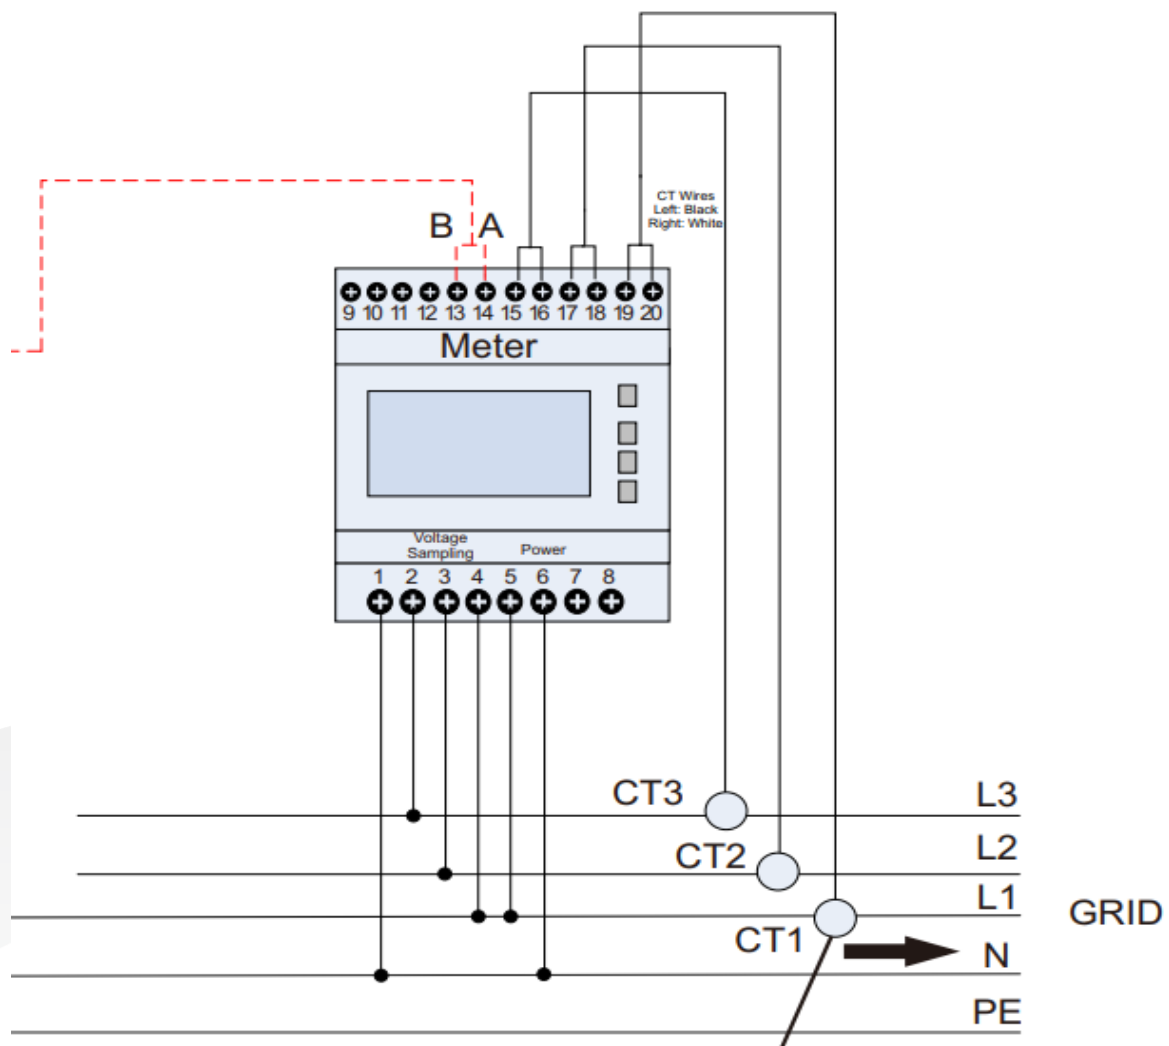 CT Wires
Left: Black
Right: White
B A
9 10 11 12 13 14 15 16 17 18 19 20
Meter
Voltage
Sampling
Power
1 2 3 4 5 6 7 8
CT3
L3
CT2
L2
L1
GRID
CT1
N
PE